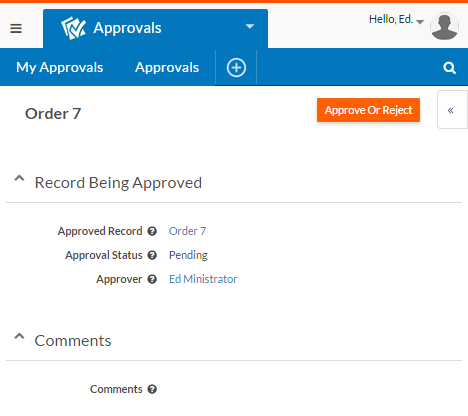 Approvals
Hello, Ed.
My Approvals Approvals
Order 7
Approve Or Reject
Record Being Approved
Approved Record Order 7
Approval Status Pending
Approver Ed Ministrator
Comments
Comments